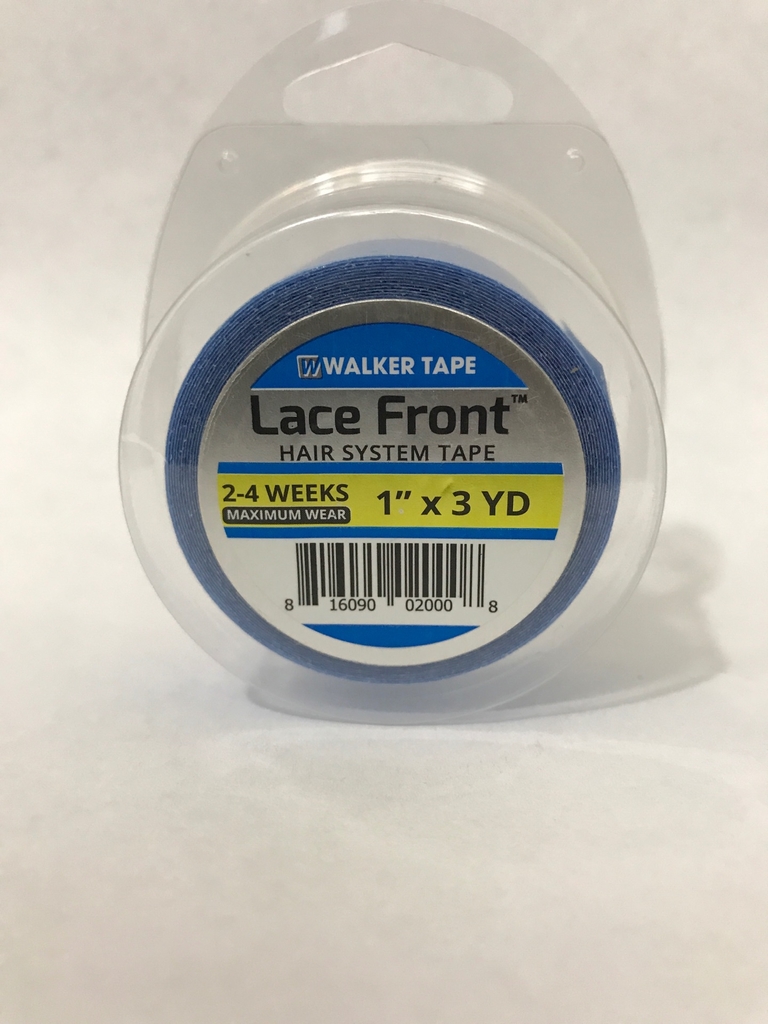 W WALKER TAPE
Lace Front™
HAIR SYSTEM TAPE
2-4 WEEKS
MAXIMUM WEAR
1” x 3 YD
8 16090 02000 8